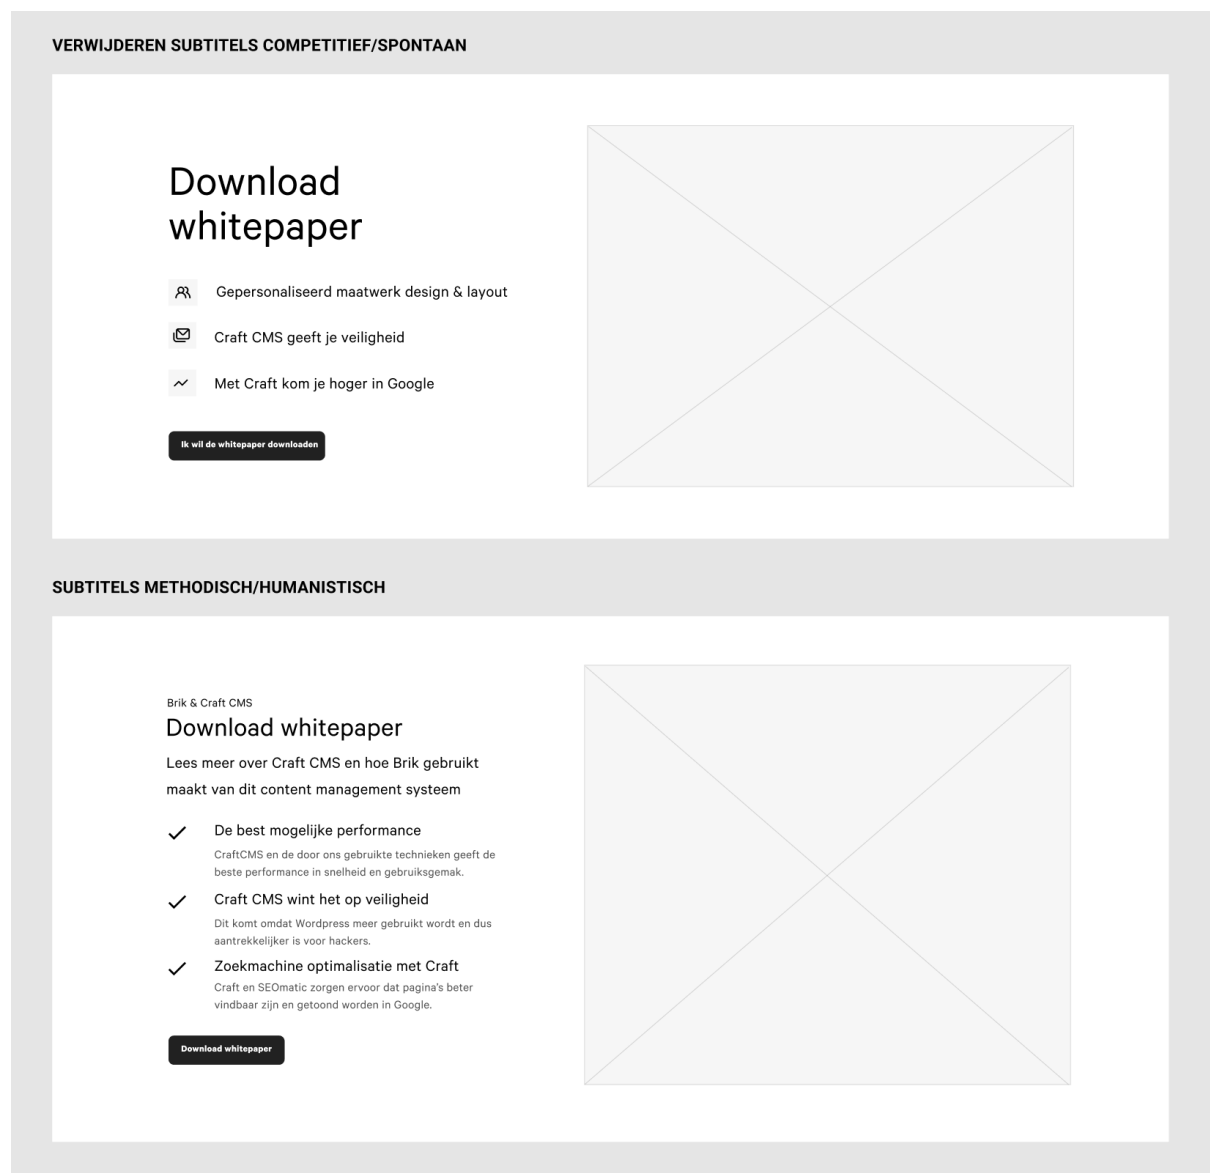 VERWIJDEREN SUBTITELS COMPETITIEF/SPONTAAN
Download
whitepaper
Gepersonaliseerd maatwerk design & layout
Craft CMS geeft je veiligheid
Met Craft kom je hoger in Google
Ik wil de whitepaper downloaden
SUBTITELS METHODISCH/HUMANISTISCH
Brik & Craft CMS
Download whitepaper
Lees meer over Craft CMS en hoe Brik gebruikt
maakt van dit content management systeem
De best mogelijke performance
CraftCMS en de door ons gebruikte technieken geeft de
beste performance in snelheid en gebruiksgemak.
Craft CMS wint het op veiligheid
Dit komt omdat Wordpress meer gebruikt wordt en dus
aantrekkelijker is voor hackers.
Zoekmachine optimalisatie met Craft
Craft en SEOmatic zorgen ervoor dat pagina's beter
vindbaar zijn en getoond worden in Google.
Download whitepaper